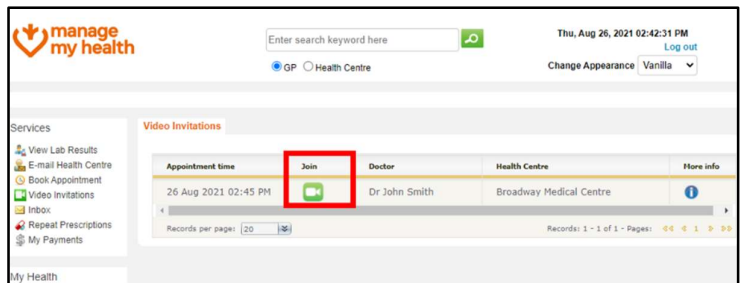 manage
my health
Enter search keyword here
GP Health Centre
Thu, Aug 26, 2021 02:42:31 PM
Log out
Change Appearance Vanilla
Services
View Lab Results
E-mail Health Centre
Book Appointment
Video Invitations
Inbox
Repeat Prescriptions
My Payments
My Health
Video Invitations
Appointment time Join Doctor Health Centre More info
26 Aug 2021 02:45 PM Dr John Smith Broadway Medical Centre
Records per page: 20 Records: 1 - 1 of 1 - Pages: 1